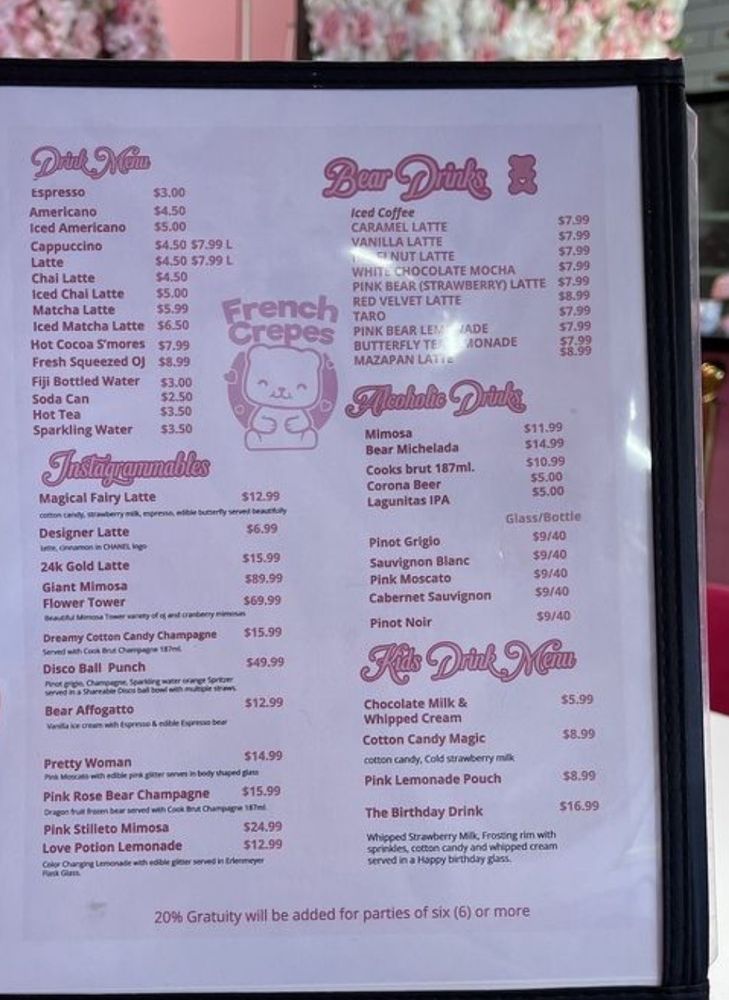 Drink Menu
Espresso $3.00
Americano $4.50
Iced Americano $5.00
Cappuccino $4.50 $7.99 L
Latte $4.50 $7.99 L
Chai Latte $4.50
Iced Chai Latte $5.00
Matcha Latte $5.99
Iced Matcha Latte $6.50
Hot Cocoa S'mores $7.99
Fresh Squeezed OJ $8.99
Fiji Bottled Water $3.00
Soda Can $2.50
Hot Tea $3.50
Sparkling Water $3.50
French
Crepes
Instagrammables
Magical Fairy Latte $12.99
cotton candy, strawberry milk, espresso, edible butterfly served beautifully
Designer Latte $6.99
latte, cinnamon in CHANEL logo
24k Gold Latte $15.99
Giant Mimosa $89.99
Flower Tower $69.99
Beautiful Mimosa Tower variety of oj and cranberry mimosas
Dreamy Cotton Candy Champagne $15.99
Served with Cook Brut Champagne 187ml.
Disco Ball Punch $49.99
Pinot grigio, Champagne, Sparkling water orange Spritzer
served in a Shareable Disco ball bowl with multiple straws.
Bear Affogatto $12.99
Vanilla ice cream with Espresso & edible Espresso bear
Pretty Woman $14.99
Pink Moscato with edible pink glitter serves in body shaped glass
Pink Rose Bear Champagne $15.99
Dragon fruit frozen bear served with Cook Brut Champagne 187ml.
Pink Stilleto Mimosa $24.99
Love Potion Lemonade $12.99
Color Changing Lemonade with edible glitter served in Erlenmeyer
Flask Glass.
Bear Drinks
Iced Coffee
CARAMEL LATTE $7.99
VANILLA LATTE $7.99
NUT LATTE $7.99
WHITE CHOCOLATE MOCHA $7.99
PINK BEAR (STRAWBERRY) LATTE $7.99
RED VELVET LATTE $8.99
TARO $7.99
PINK BEAR $7.99
BUTTERFLY $7.99
MAZAPAN LATTE $8.99
Alcoholic Drinks
Mimosa $11.99
Bear Michelada $14.99
Cooks brut 187ml. $10.99
Corona Beer $5.00
Lagunitas IPA $5.00
Glass/Bottle
Pinot Grigio $9/40
Sauvignon Blanc $9/40
Pink Moscato $9/40
Cabernet Sauvignon $9/40
Pinot Noir $9/40
Kids Drink Menu
Chocolate Milk & $5.99
Whipped Cream
Cotton Candy Magic $8.99
cotton candy, Cold strawberry milk
Pink Lemonade Pouch $8.99
The Birthday Drink $16.99
Whipped Strawberry Milk, Frosting rim with
sprinkles, cotton candy and whipped cream
served in a Happy birthday glass.
20% Gratuity will be added for parties of six (6) or more